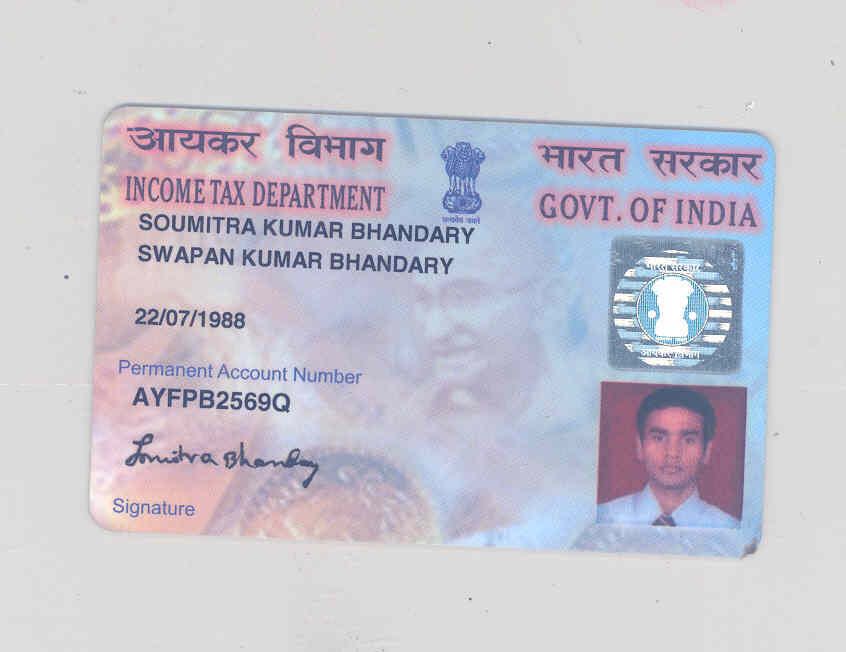 आयकर विभाग
भारत सरकार
INCOME TAX DEPARTMENT
GOVT. OF INDIA
SOUMITRA KUMAR BHANDARY
SWAPAN KUMAR BHANDARY
22/07/1988
Permanent Account Number
AYFPB2569Q
Soumitra Bhandary
Signature
सत्यमेव जयते
भारत सरकार